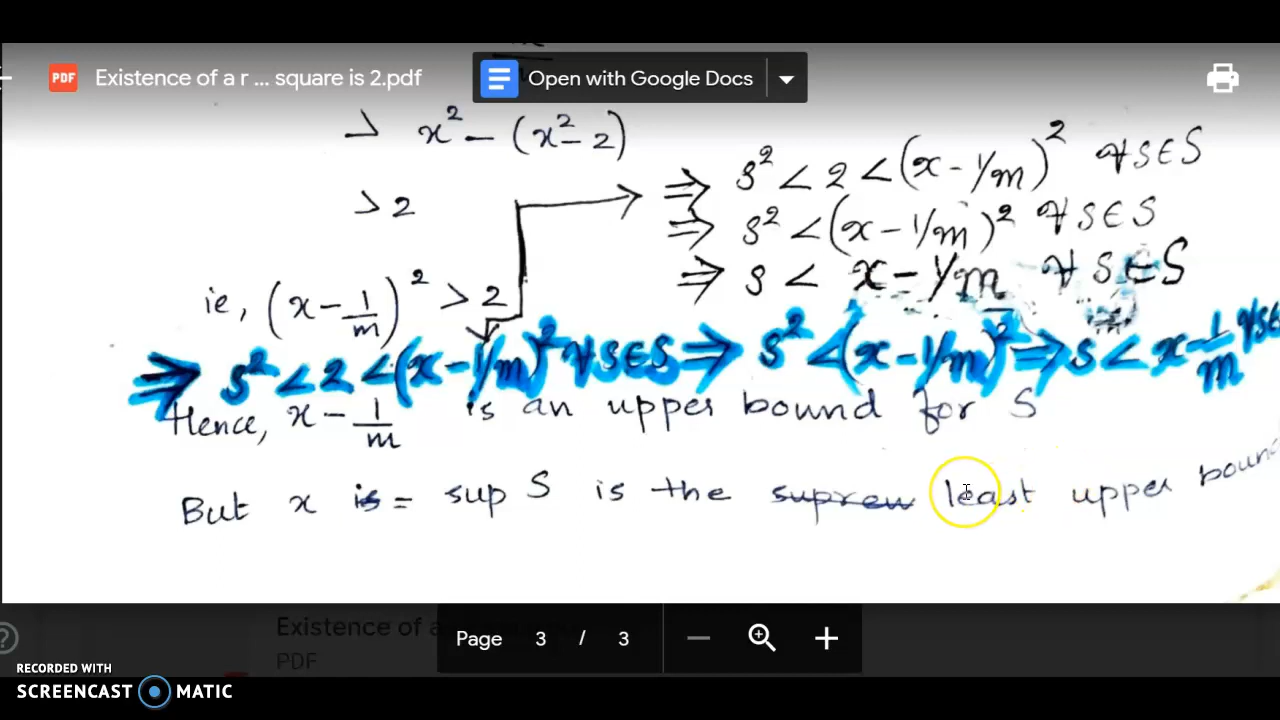 PDF Existence of a r ... square is 2.pdf
Open with Google Docs
> x² - (x² - 2)
> 2
⇒ s² < 2 < (x - 1/m)² ∀ s ∈ S
⇒ s² < (x - 1/m)² ∀ s ∈ S
⇒ s < x - 1/m ∀ s ∈ S
ie, (x - 1/m)² > 2
⇒ s² < 2 < (x - 1/m)² ∀ s ∈ S ⇒ s² < (x - 1/m)² ⇒ s < x - 1/m ∀ s ∈
Hence, x - 1/m is an upper bound for S
But x is = sup S is the suprem least upper bound
Existence of a
PDF
Page 3 / 3
RECORDED WITH
SCREENCAST MATIC